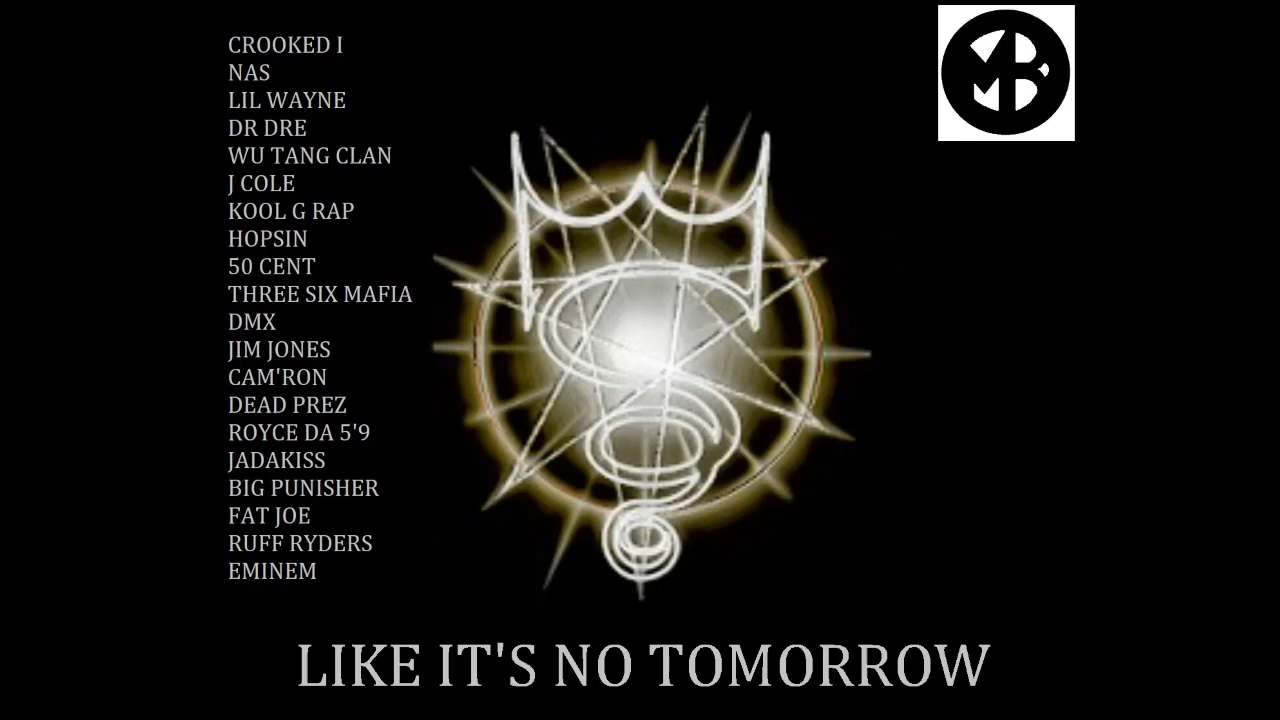 CROOKED I
NAS
LIL WAYNE
DR DRE
WU TANG CLAN
J COLE
KOOL G RAP
HOPSIN
50 CENT
THREE SIX MAFIA
DMX
JIM JONES
CAM'RON
DEAD PREZ
ROYCE DA 5'9
JADAKISS
BIG PUNISHER
FAT JOE
RUFF RYDERS
EMINEM
LIKE IT'S NO TOMORROW